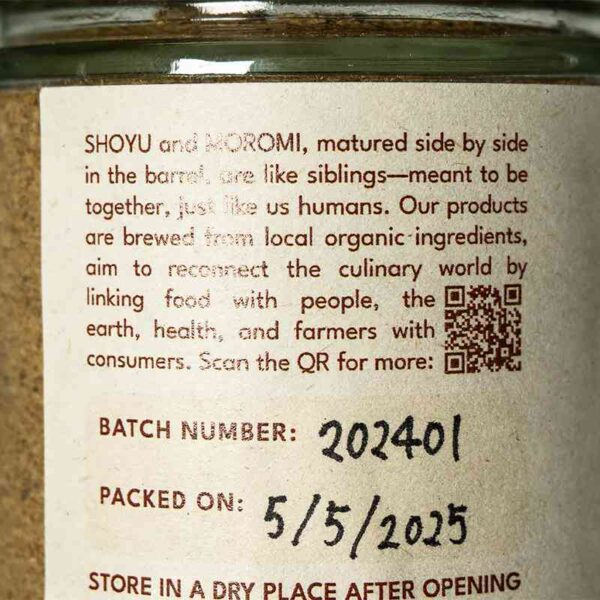 SHOYU and MOROMI, matured side by side
in the barrel, are like siblings—meant to be
together, just like us humans. Our products
are brewed from local organic ingredients,
aim to reconnect the culinary world by
linking food with people, the
earth, health, and farmers with
consumers. Scan the QR for more:
BATCH NUMBER: 202401
PACKED ON: 5/5/2025
STORE IN A DRY PLACE AFTER OPENING